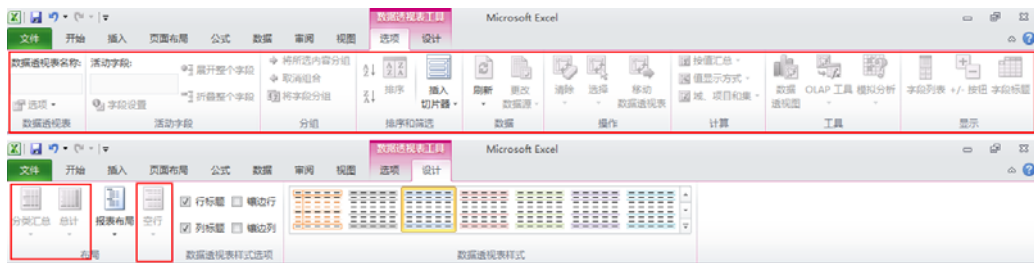 数据透视表工具 Microsoft Excel
文件 开始 插入 页面布局 公式 数据 审阅 视图 选项 设计
数据透视表名称: 活动字段: 展开整个字段 将所选内容分组 按值汇总
取消组合 排序 插入 刷新 更改 清除 选择 移动 值显示方式 数据 OLAP 工具 模拟分析 字段列表 +/- 按钮 字段标题
选项 字段设置 折叠整个字段 将字段分组 切片器 数据源 数据透视表 域、项目和集 透视图
数据透视表 活动字段 分组 排序和筛选 数据 操作 计算 工具 显示
数据透视表工具 Microsoft Excel
文件 开始 插入 页面布局 公式 数据 审阅 视图 选项 设计
行标题 镶边行
分类汇总 总计 报表布局 空行
列标题 镶边列
布局 数据透视表样式选项 数据透视表样式